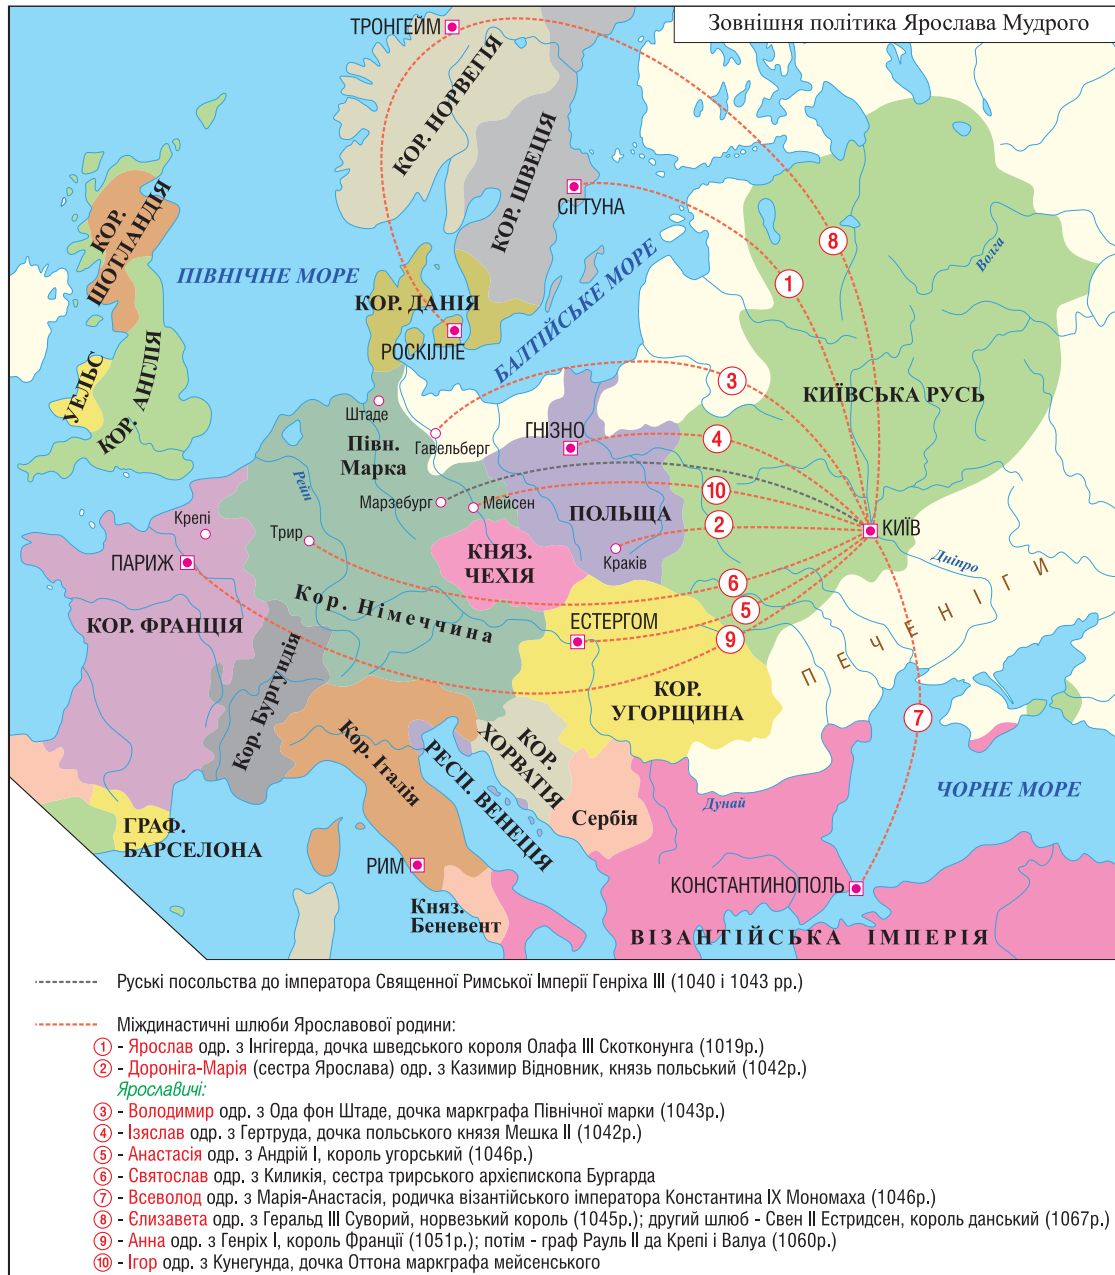 Зовнішня політика Ярослава Мудрого
ТРОНГЕЙМ
КОР. НОРВЕГІЯ
КОР. ШВЕЦІЯ
СІГТУНА
КОР. ШОТЛАНДІЯ
ПІВНІЧНЕ МОРЕ
8
Волга
1
КОР. ДАНІЯ
РОСКІЛЛЕ
БАЛТІЙСЬКЕ МОРЕ
УЕЛЬС
КОР. АНГЛІЯ
3
КИЇВСЬКА РУСЬ
Штаде
Гавельберг
ГНІЗНО
4
Півн.
Марка
Рейн
Марзебург
Мейсен
10
ПОЛЬЩА
2
КИЇВ
Крепі
Трир
КНЯЗ.
ЧЕХІЯ
Краків
Дніпро
ПАРИЖ
6
ПЕЧЕНІГИ
КОР. ФРАНЦІЯ
Кор. Німеччина
ЕСТЕРГОМ
5
9
Кор. Бургундія
КОР.
УГОРЩИНА
7
Кор. Італія
КОР.
ХОРВАТІЯ
РЕСП. ВЕНЕЦІЯ
Дунай
ЧОРНЕ МОРЕ
Сербія
ГРАФ.
БАРСЕЛОНА
РИМ
КОНСТАНТИНОПОЛЬ
Княз.
Беневент
ВІЗАНТІЙСЬКА ІМПЕРІЯ
Руські посольства до імператора Священної Римської Імперії Генріха III (1040 і 1043 рр.)
Міждинастичні шлюби Ярославової родини:
1 - Ярослав одр. з Інгігерда, дочка шведського короля Олафа III Скотконунга (1019р.)
2 - Дороніга-Марія (сестра Ярослава) одр. з Казимир Відновник, князь польський (1042р.)
Ярославичі:
3 - Володимир одр. з Ода фон Штаде, дочка маркграфа Північної марки (1043р.)
4 - Ізяслав одр. з Гертруда, дочка польського князя Мешка II (1042р.)
5 - Анастасія одр. з Андрій I, король угорський (1046р.)
6 - Святослав одр. з Киликія, сестра трирського архієпископа Бургарда
7 - Всеволод одр. з Марія-Анастасія, родичка візантійського імператора Константина IX Мономаха (1046р.)
8 - Єлизавета одр. з Геральд III Суворий, норвезький король (1045р.); другий шлюб - Свен II Естридсен, король данський (1067р.)
9 - Анна одр. з Генріх I, король Франції (1051р.); потім - граф Рауль II да Крепі і Валуа (1060р.)
10 - Ігор одр. з Кунегунда, дочка Оттона маркграфа мейсенського